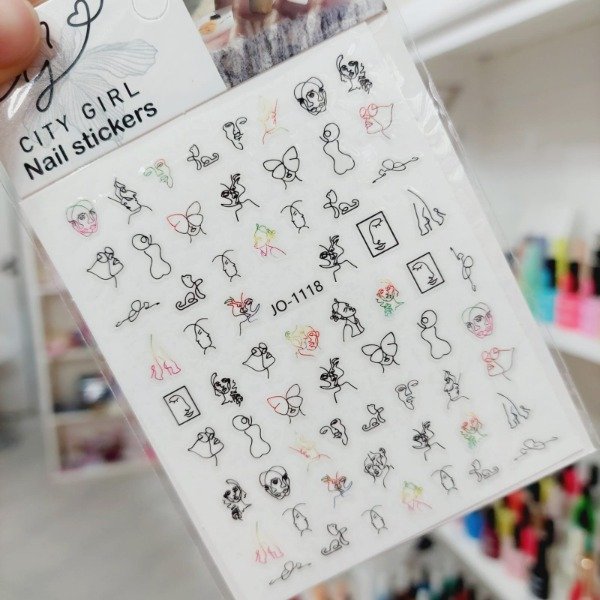 CITY GIRL
Nail stickers
JO-1118